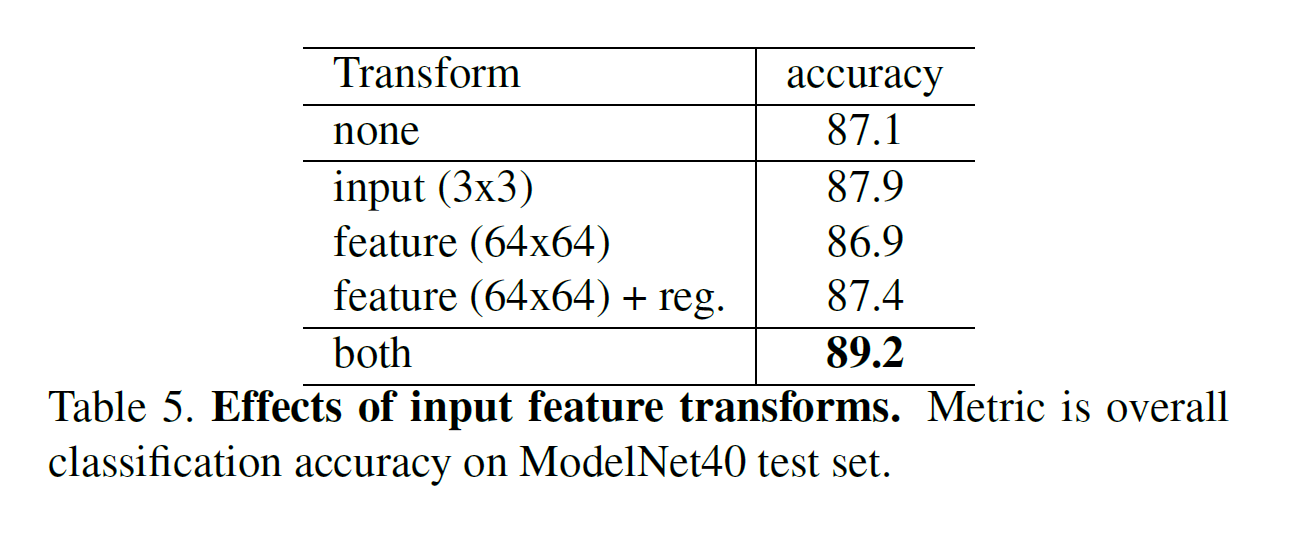 Transform accuracy
none 87.1
input (3x3) 87.9
feature (64x64) 86.9
feature (64x64) + reg. 87.4
both 89.2
Table 5. Effects of input feature transforms. Metric is overall
classification accuracy on ModelNet40 test set.